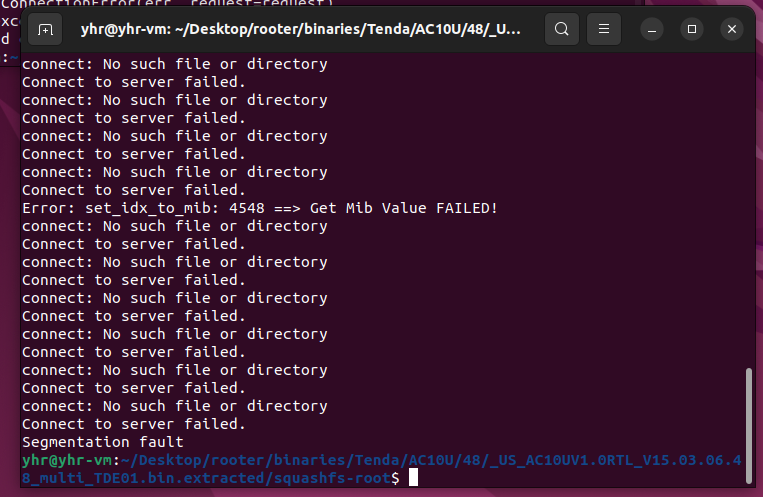 ConnectionError(err, request=request)
xce
d
:~
yhr@yhr-vm: ~/Desktop/rooter/binaries/Tenda/AC10U/48/_U...
connect: No such file or directory
Connect to server failed.
connect: No such file or directory
Connect to server failed.
connect: No such file or directory
Connect to server failed.
connect: No such file or directory
Connect to server failed.
Error: set_idx_to_mib: 4548 ==> Get Mib Value FAILED!
connect: No such file or directory
Connect to server failed.
connect: No such file or directory
Connect to server failed.
connect: No such file or directory
Connect to server failed.
connect: No such file or directory
Connect to server failed.
connect: No such file or directory
Connect to server failed.
connect: No such file or directory
Connect to server failed.
Segmentation fault
yhr@yhr-vm:~/Desktop/rooter/binaries/Tenda/AC10U/48/_US_AC10UV1.0RTL_V15.03.06.4
8_multi_TDE01.bin.extracted/squashfs-root$